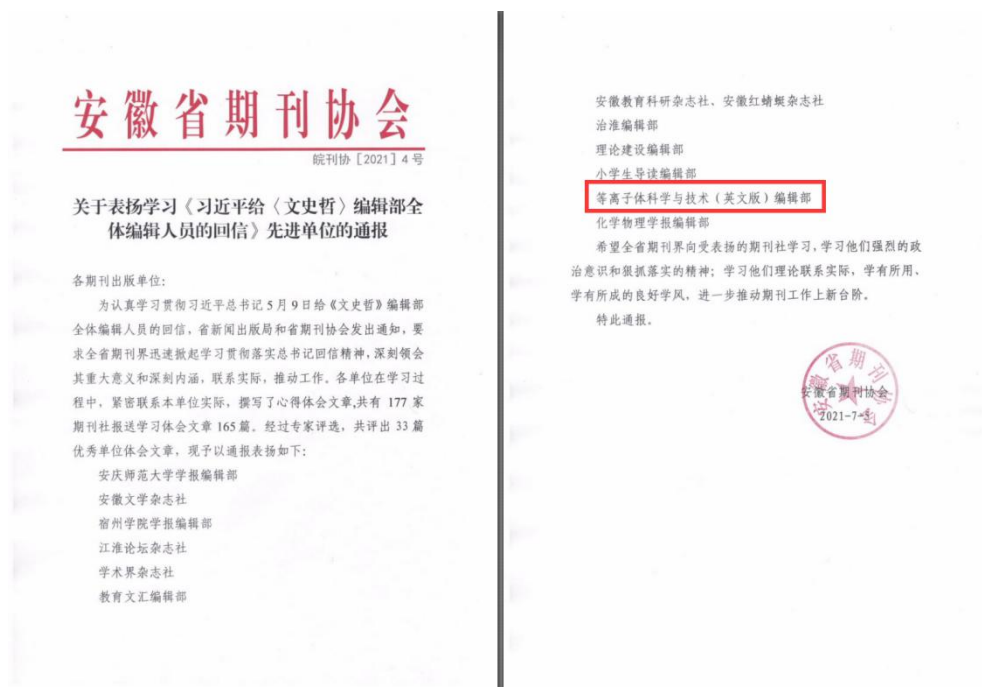 安徽省期刊协会
皖刊协［2021］4号
关于表扬学习《习近平给〈文史哲〉编辑部全
体编辑人员的回信》先进单位的通报
各期刊出版单位:
为认真学习贯彻习近平总书记5月9日给《文史哲》编辑部
全体编辑人员的回信，省新闻出版局和省期刊协会发出通知，要
求全省期刊界迅速掀起学习贯彻落实总书记回信精神,深刻领会
其重大意义和深刻内涵，联系实际，推动工作。各单位在学习过
程中，紧密联系本单位实际，撰写了心得体会文章,共有 177 家
期刊社报送学习体会文章 165 篇。经过专家评选，共评出 33 篇
优秀单位体会文章，现予以通报表扬如下:
安庆师范大学学报编辑部
安徽文学杂志社
宿州学院学报编辑部
江淮论坛杂志社
学术界杂志社
教育文汇编辑部
安徽教育科研杂志社、安徽红蜻蜓杂志社
治淮编辑部
理论建设编辑部
小学生导读编辑部
等离子体科学与技术（英文版）编辑部
化学物理学报编辑部
希望全省期刊界向受表扬的期刊社学习,学习他们强烈的政
治意识和狠抓落实的精神；学习他们理论联系实际，学有所用、
学有所成的良好学风，进一步推动期刊工作上新台阶。
特此通报。
安徽省期刊协会
安徽省期刊协会
2021-7-5